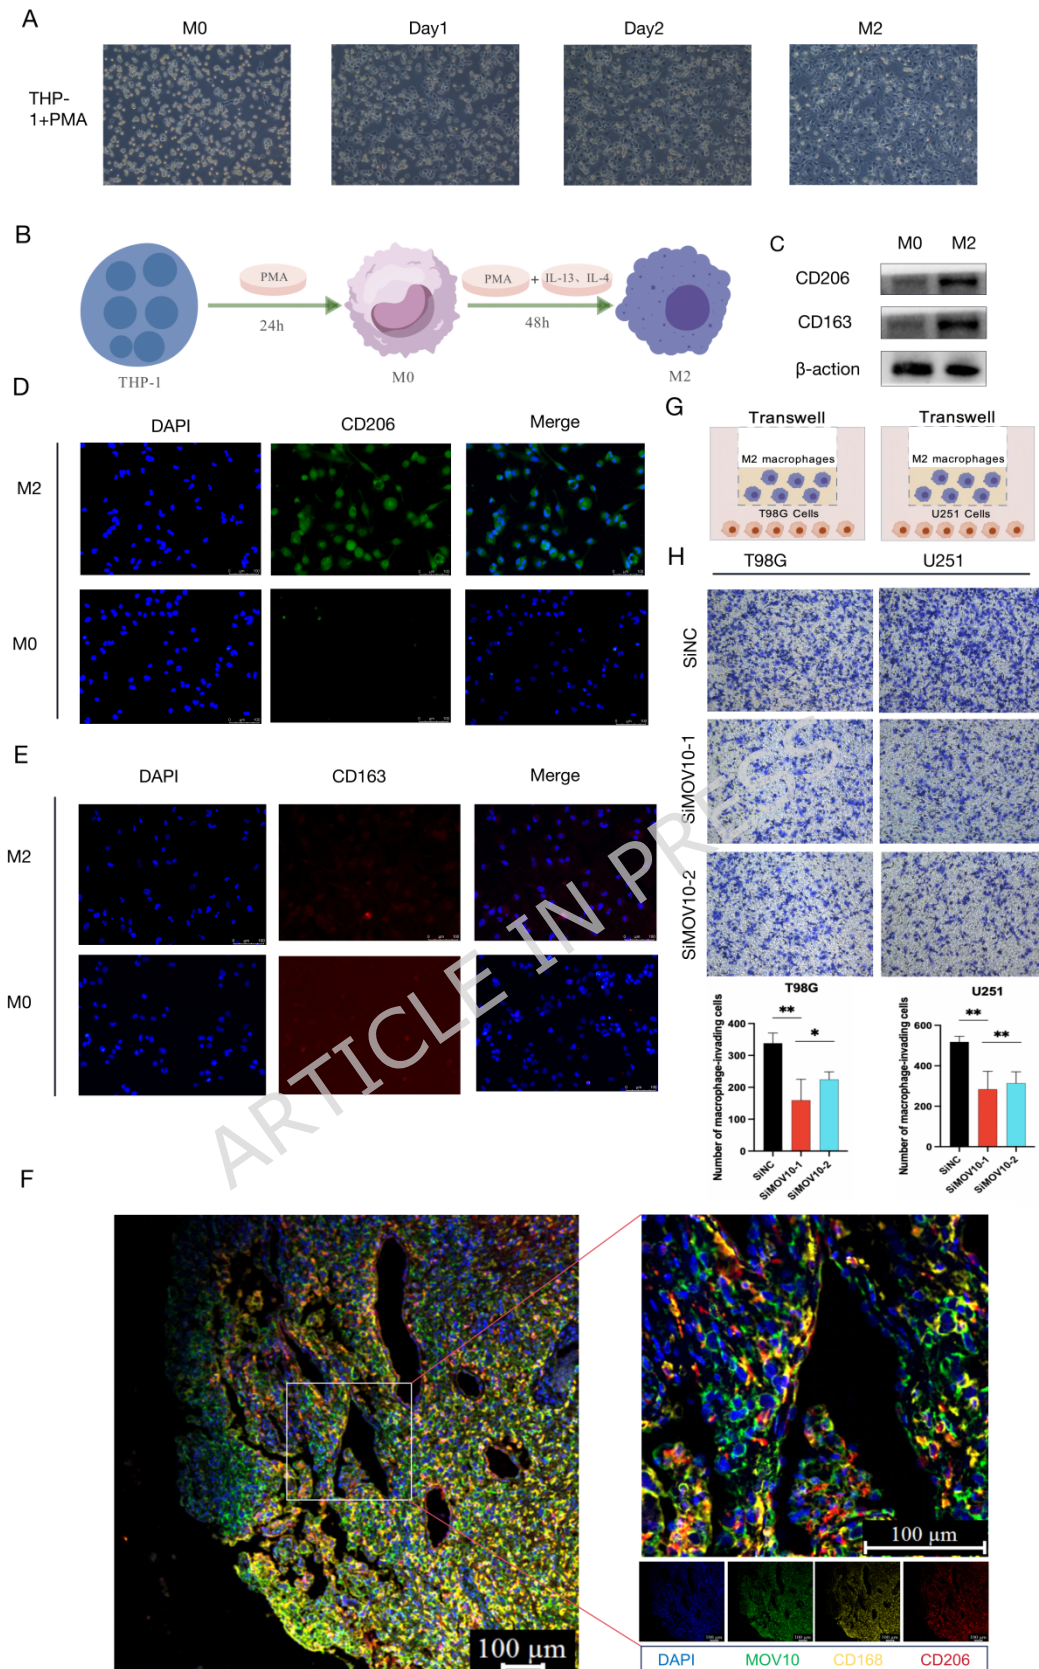 A
M0 Day1 Day2 M2
THP-
1+PMA
B
PMA
24h
PMA + IL-13、IL-4
48h
THP-1
M0
M2
C
M0 M2
CD206
CD163
β-action
D
DAPI CD206 Merge
M2
M0
E
DAPI CD163 Merge
M2
M0
G
Transwell
M2 macrophages
T98G Cells
Transwell
M2 macrophages
U251 Cells
H
T98G U251
SiNC
SiMOV10-1
SiMOV10-2
T98G
Number of macrophage-invading cells
400
300
200
100
0
**
*
SiNC
SiMOV10-1
SiMOV10-2
U251
Number of macrophage-invading cells
600
400
200
0
**
**
SiNC
SiMOV10-1
SiMOV10-2
F
100 µm
100 µm
DAPI MOV10 CD168 CD206
ARTICLE IN PRESS